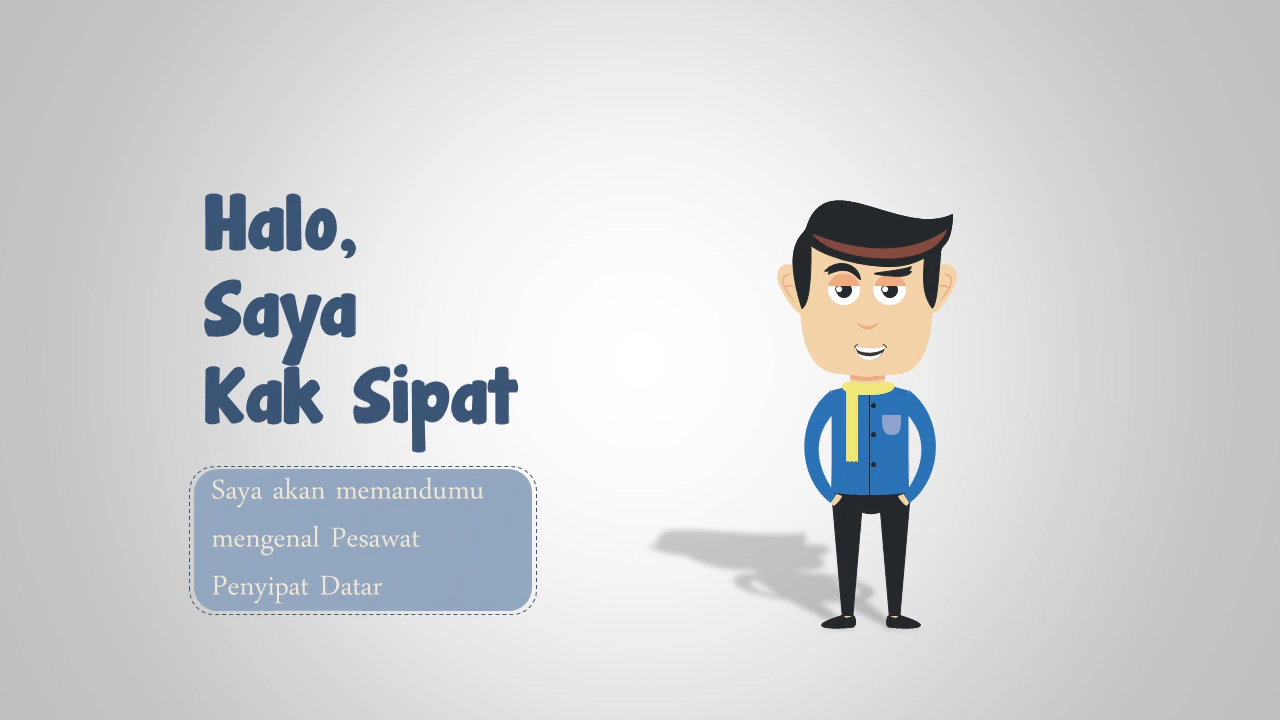 Halo,
Saya
Kak Sipat
Saya akan memandumu
mengenal Pesawat
Penyipat Datar